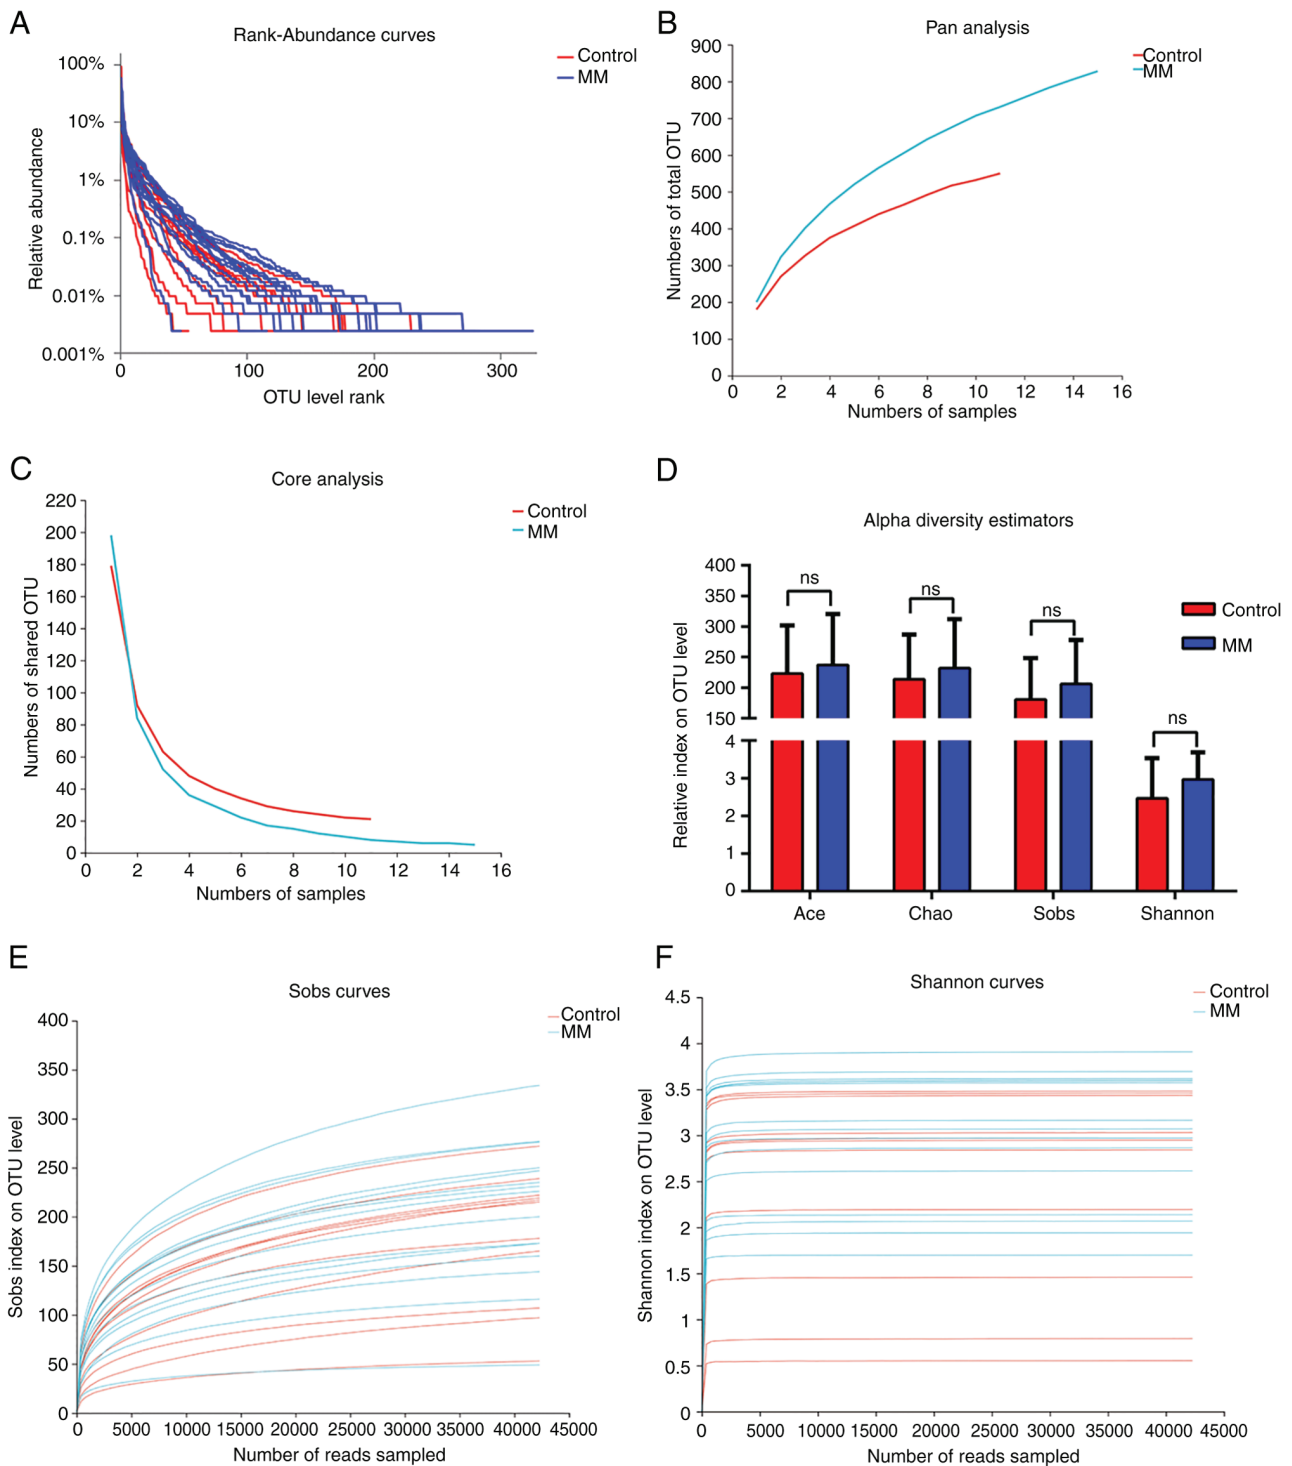 A
Rank-Abundance curves
Control
MM
100%
10%
1%
0.1%
0.01%
0.001%
Relative abundance
0 100 200 300
OTU level rank
B
Pan analysis
Control
MM
900
800
700
600
500
400
300
200
100
0
Numbers of total OTU
0 2 4 6 8 10 12 14 16
Numbers of samples
C
Core analysis
Control
MM
220
200
180
160
140
120
100
80
60
40
20
0
Numbers of shared OTU
0 2 4 6 8 10 12 14 16
Numbers of samples
D
Alpha diversity estimators
Control
MM
400
350
300
250
200
150
4
3
2
1
0
Relative index on OTU level
ns
ns
ns
ns
Ace Chao Sobs Shannon
E
Sobs curves
Control
MM
400
350
300
250
200
150
100
50
0
Sobs index on OTU level
0 5000 10000 15000 20000 25000 30000 35000 40000 45000
Number of reads sampled
F
Shannon curves
Control
MM
4.5
4
3.5
3
2.5
2
1.5
1
0.5
0
Shannon index on OTU level
0 5000 10000 15000 20000 25000 30000 35000 40000 45000
Number of reads sampled